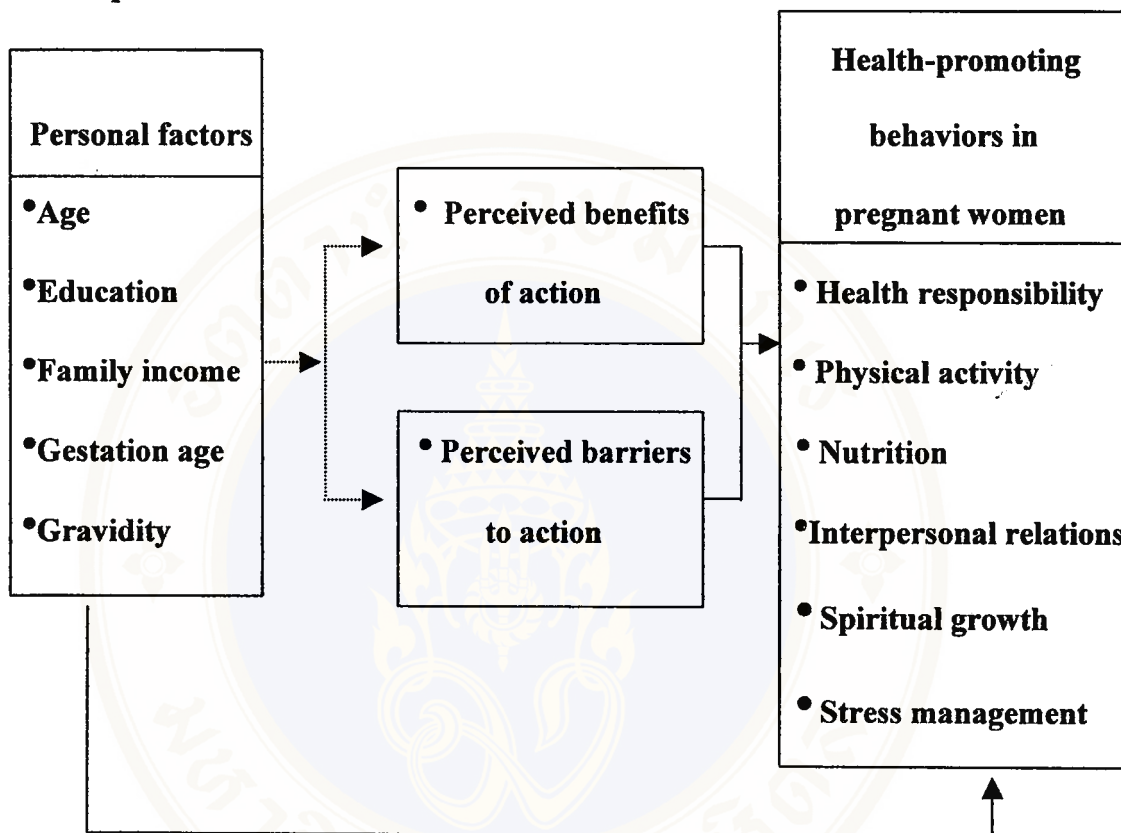 Personal factors
•Age
•Education
•Family income
•Gestation age
•Gravidity
• Perceived benefits
of action
• Perceived barriers
to action
Health-promoting
behaviors in
pregnant women
• Health responsibility
• Physical activity
• Nutrition
•Interpersonal relations
• Spiritual growth
• Stress management